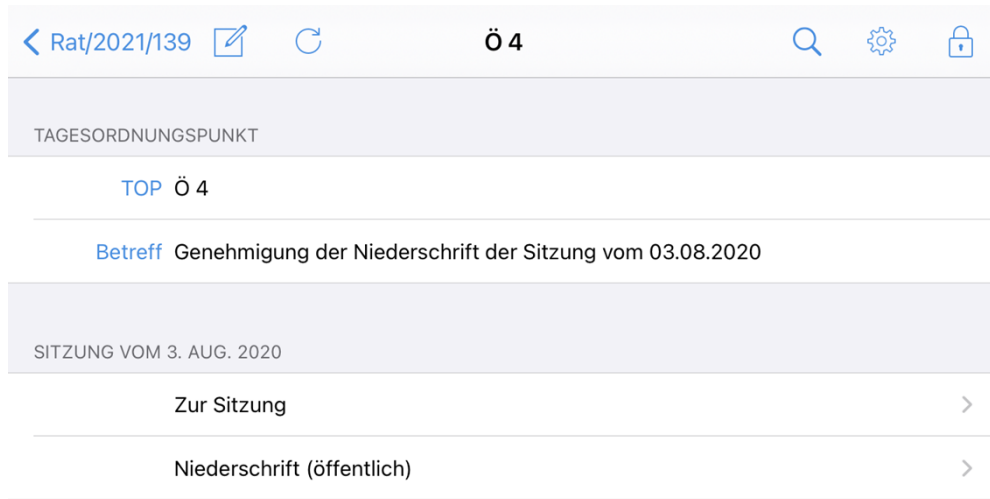 Rat/2021/139
Ö 4
TAGESORDNUNGSPUNKT
TOP Ö 4
Betreff Genehmigung der Niederschrift der Sitzung vom 03.08.2020
SITZUNG VOM 3. AUG. 2020
Zur Sitzung
Niederschrift (öffentlich)